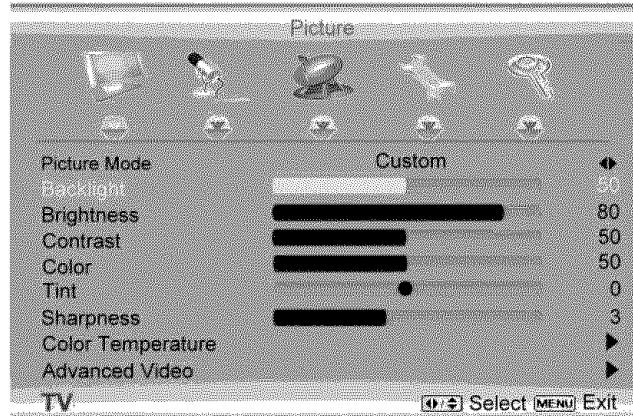 Picture
Picture Mode Custom
Backlight 50
Brightness 80
Contrast 50
Color 50
Tint 0
Sharpness 3
Color Temperature
Advanced Video
TV Select MENU Exit